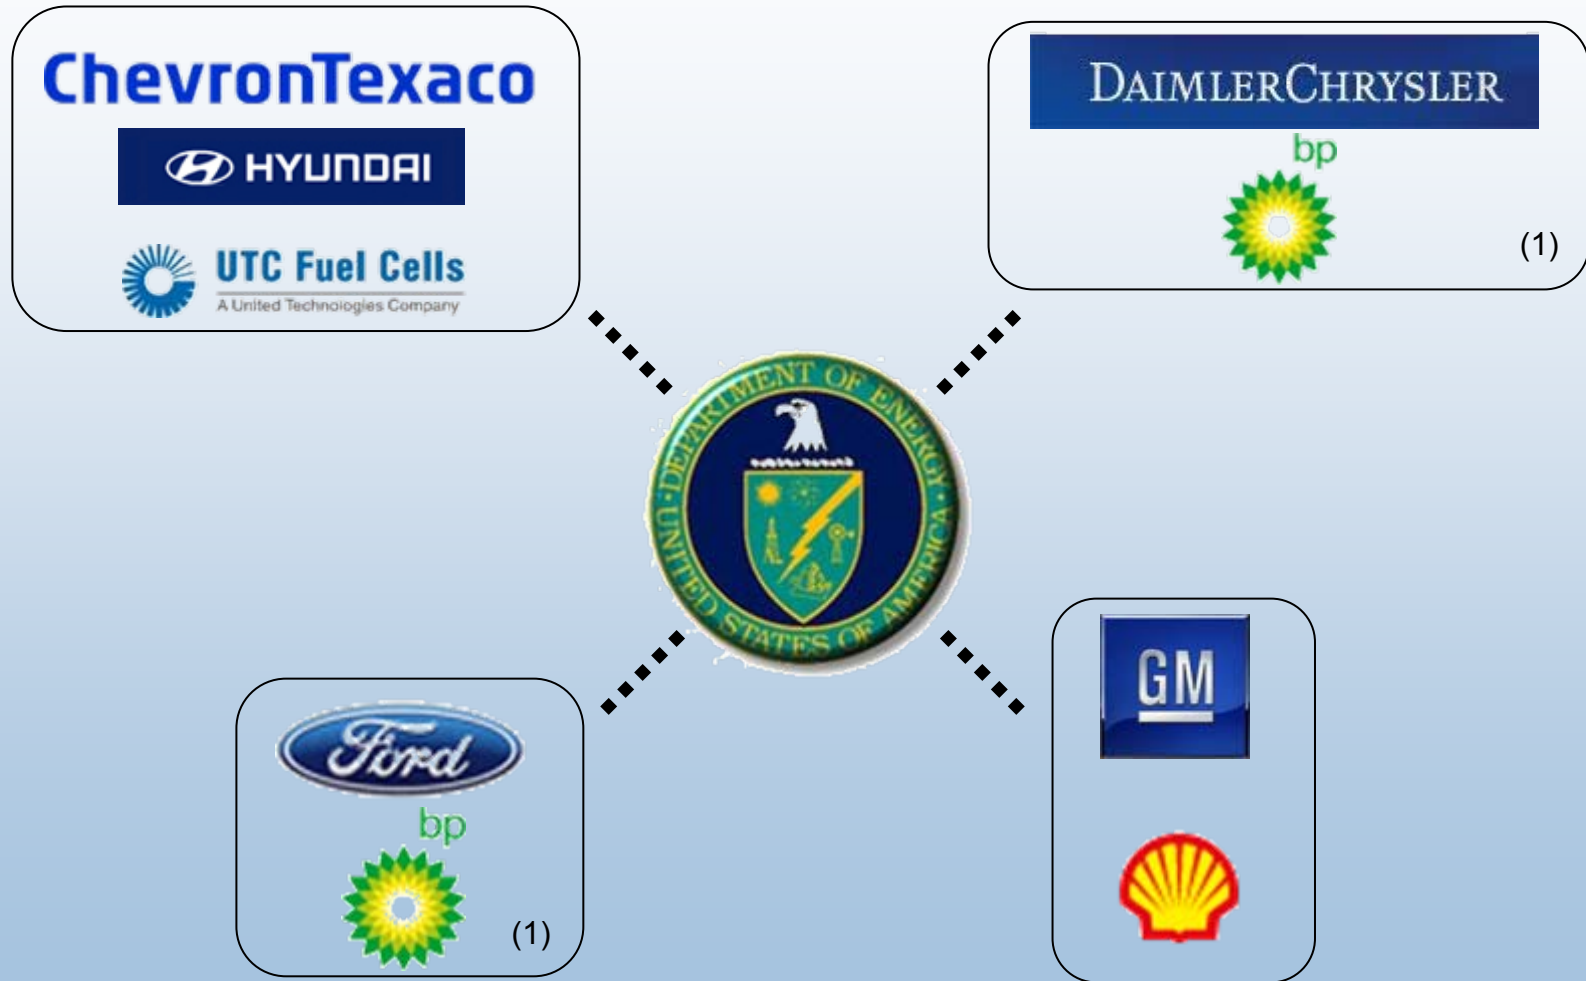 ChevronTexaco
HYUNDAI
UTC Fuel Cells
A United Technologies Company
DAIMLERCHRYSLER
bp
(1)
DEPARTMENT OF ENERGY
UNITED STATES OF AMERICA
Ford
bp
(1)
GM